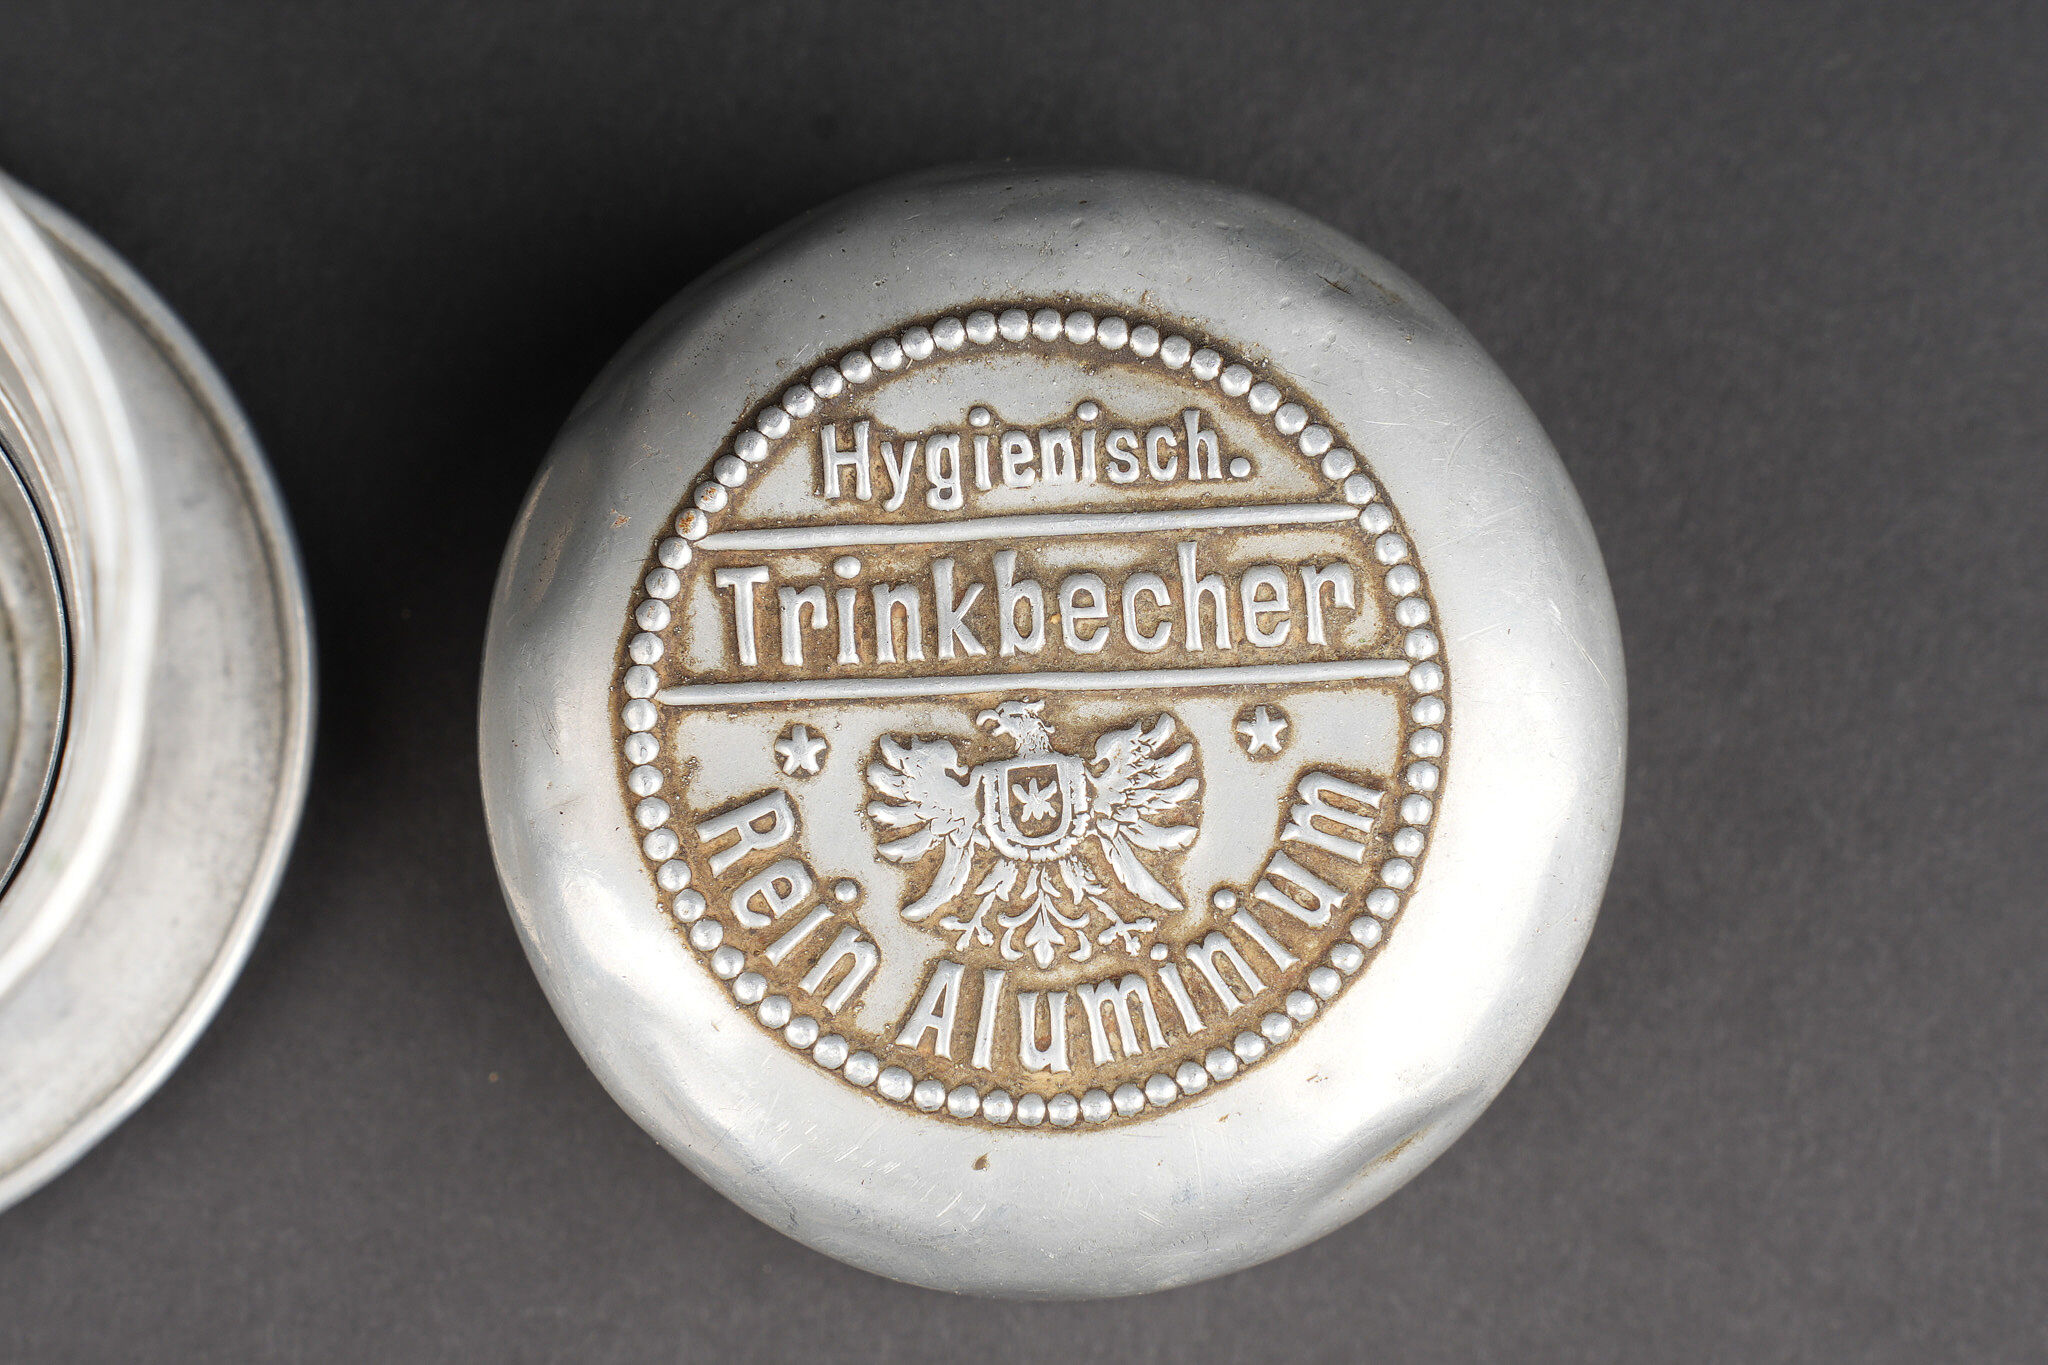 Hygienisch.
Trinkbecher
Rein Aluminium